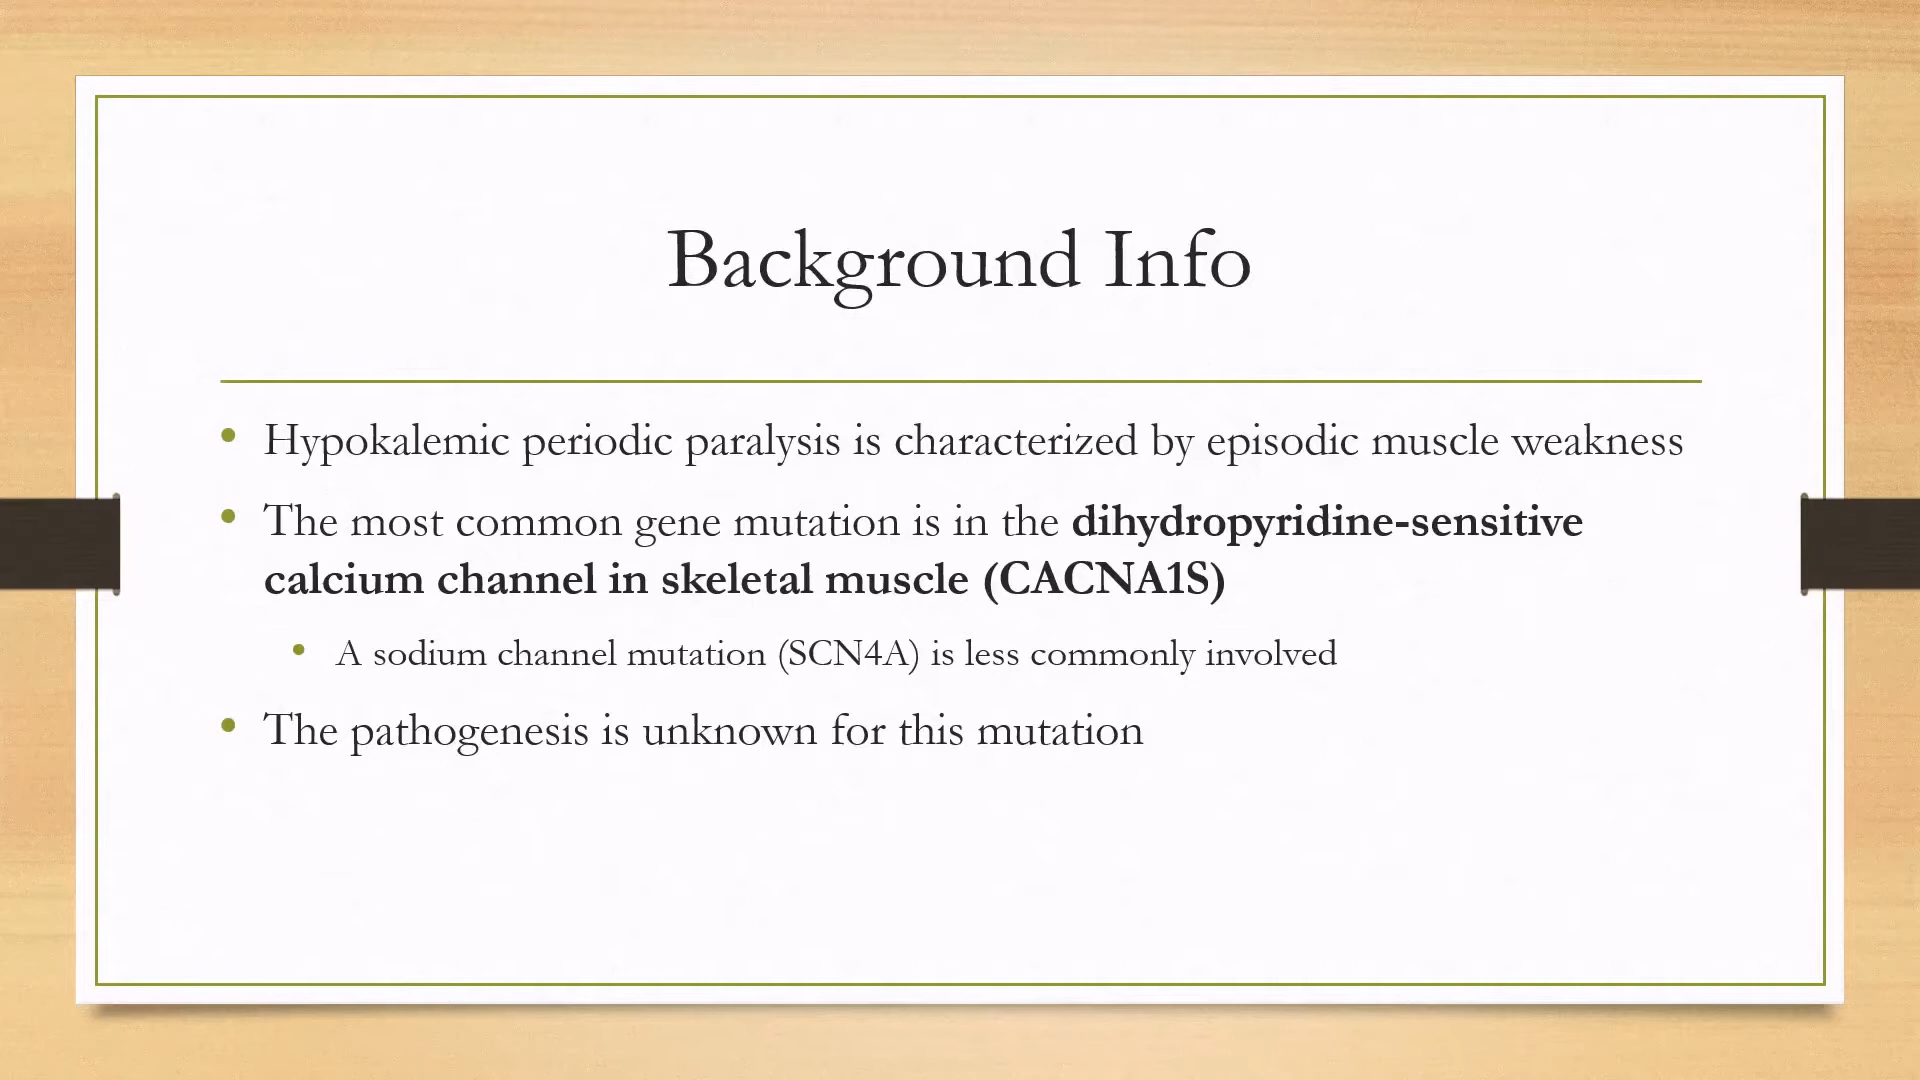 Background Info
• Hypokalemic periodic paralysis is characterized by episodic muscle weakness
• The most common gene mutation is in the dihydropyridine-sensitive
calcium channel in skeletal muscle (CACNA1S)
• A sodium channel mutation (SCN4A) is less commonly involved
• The pathogenesis is unknown for this mutation